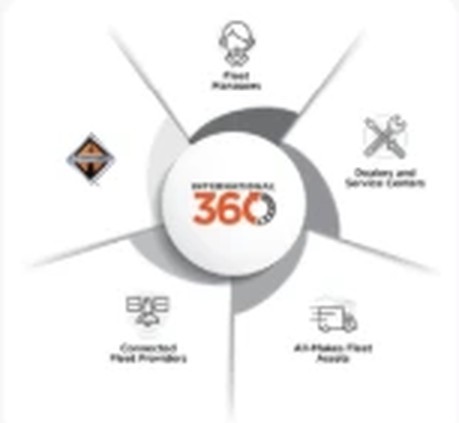 Fleet
Managers
INTERNATIONAL
360
Dealers and
Service Centers
Connected
Fleet Providers
All-Makes Fleet
Assets